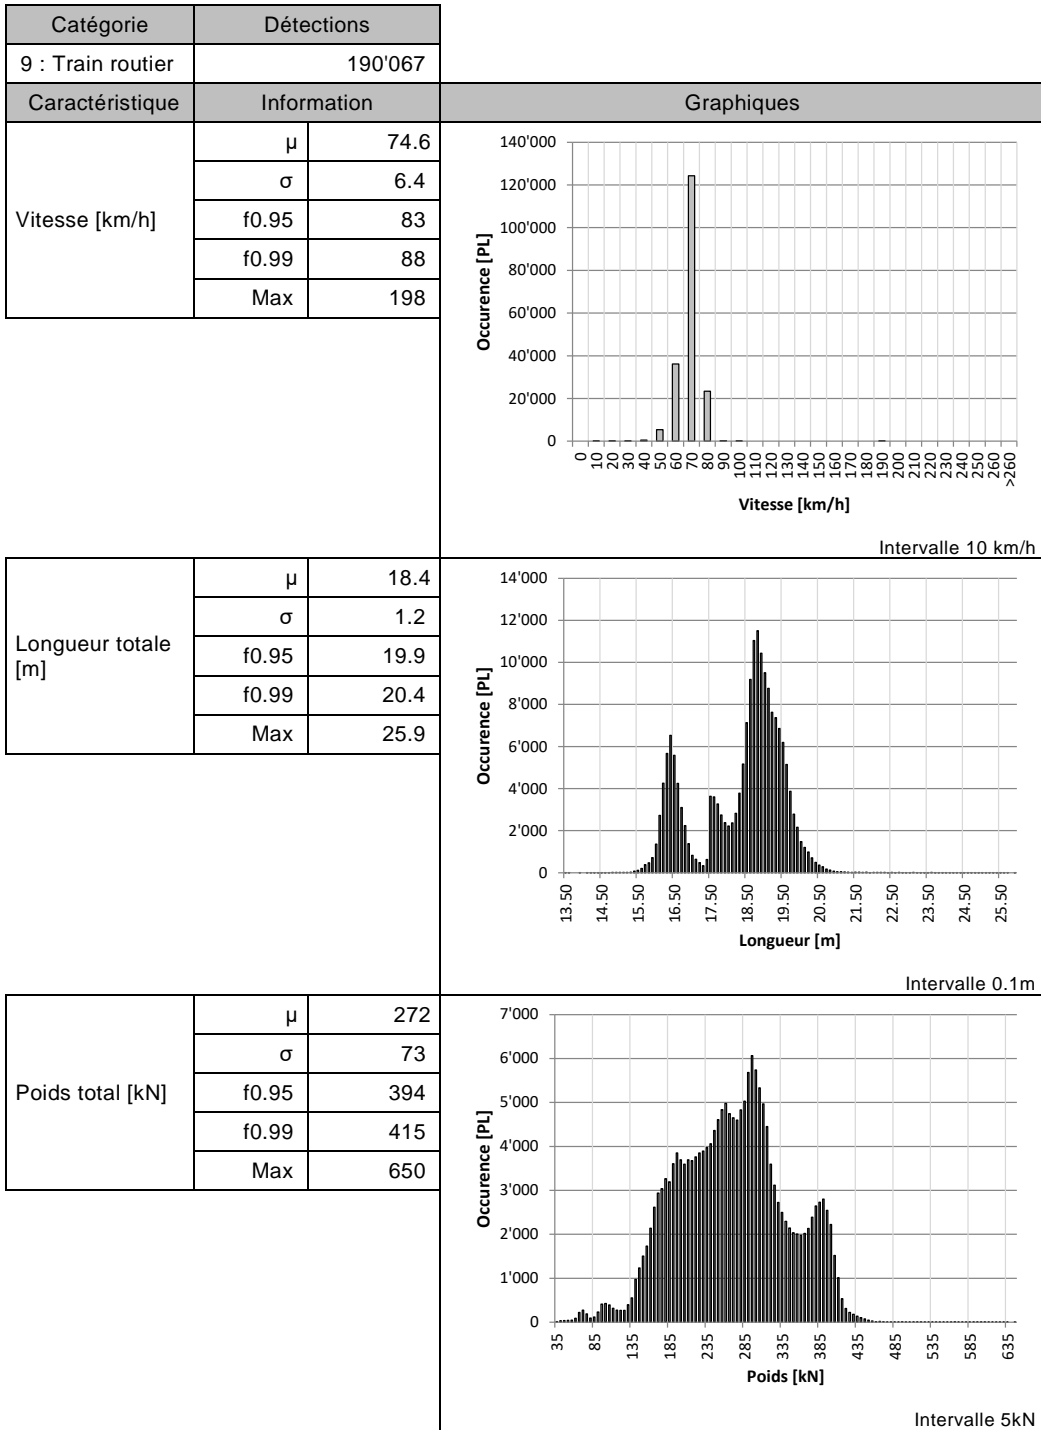 Catégorie Détections
9 : Train routier 190'067
Caractéristique Information Graphiques
Vitesse [km/h]
μ 74.6
σ 6.4
f0.95 83
f0.99 88
Max 198
140'000
120'000
100'000
80'000
60'000
40'000
20'000
0
Occurence [PL]
0 10 20 30 40 50 60 70 80 90 100 110 120 130 140 150 160 170 180 190 200 210 220 230 240 250 260 >260
Vitesse [km/h]
Intervalle 10 km/h
Longueur totale
[m]
μ 18.4
σ 1.2
f0.95 19.9
f0.99 20.4
Max 25.9
14'000
12'000
10'000
8'000
6'000
4'000
2'000
0
Occurence [PL]
13.50 14.50 15.50 16.50 17.50 18.50 19.50 20.50 21.50 22.50 23.50 24.50 25.50
Longueur [m]
Intervalle 0.1m
Poids total [kN]
μ 272
σ 73
f0.95 394
f0.99 415
Max 650
7'000
6'000
5'000
4'000
3'000
2'000
1'000
0
Occurence [PL]
35 85 135 185 235 285 335 385 435 485 535 585 635
Poids [kN]
Intervalle 5kN